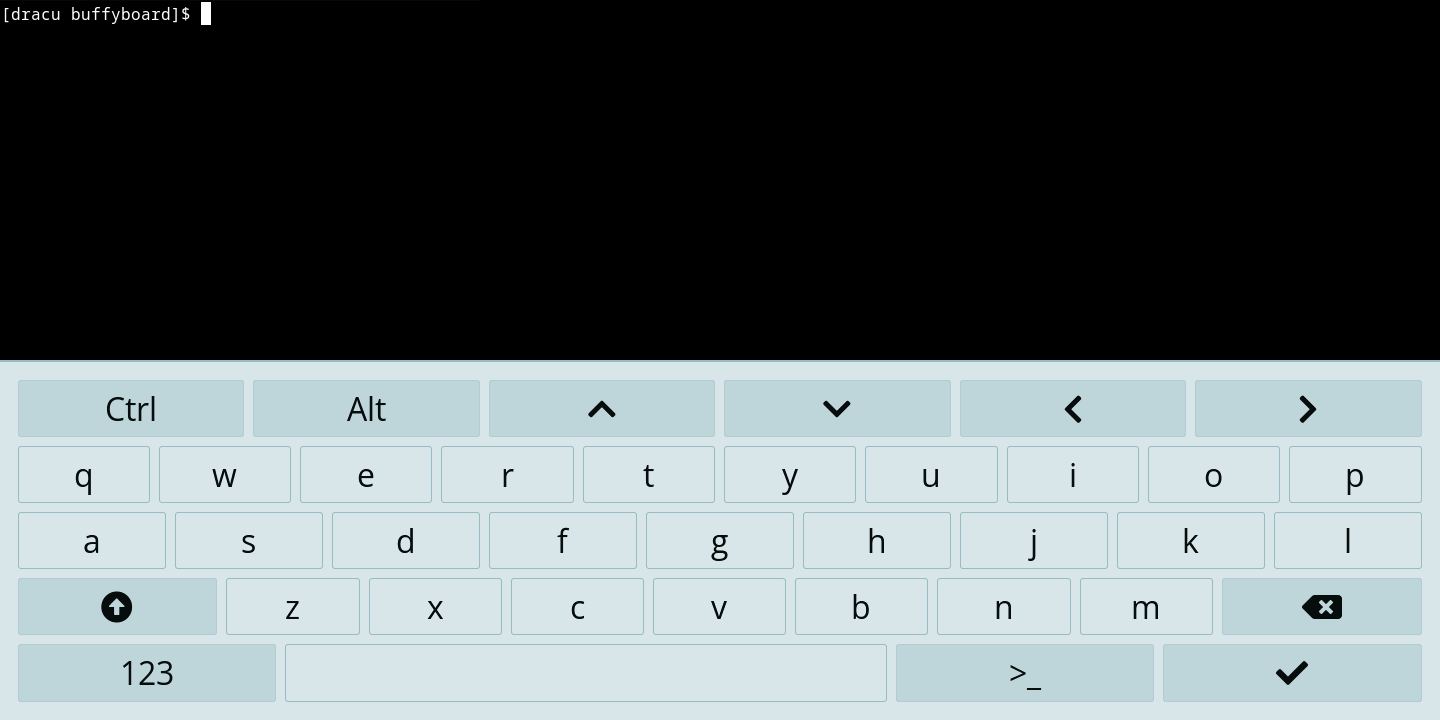 [dracu buffyboard]$
Ctrl Alt
q w e r t y u i o p
a s d f g h j k l
z x c v b n m
123 >_